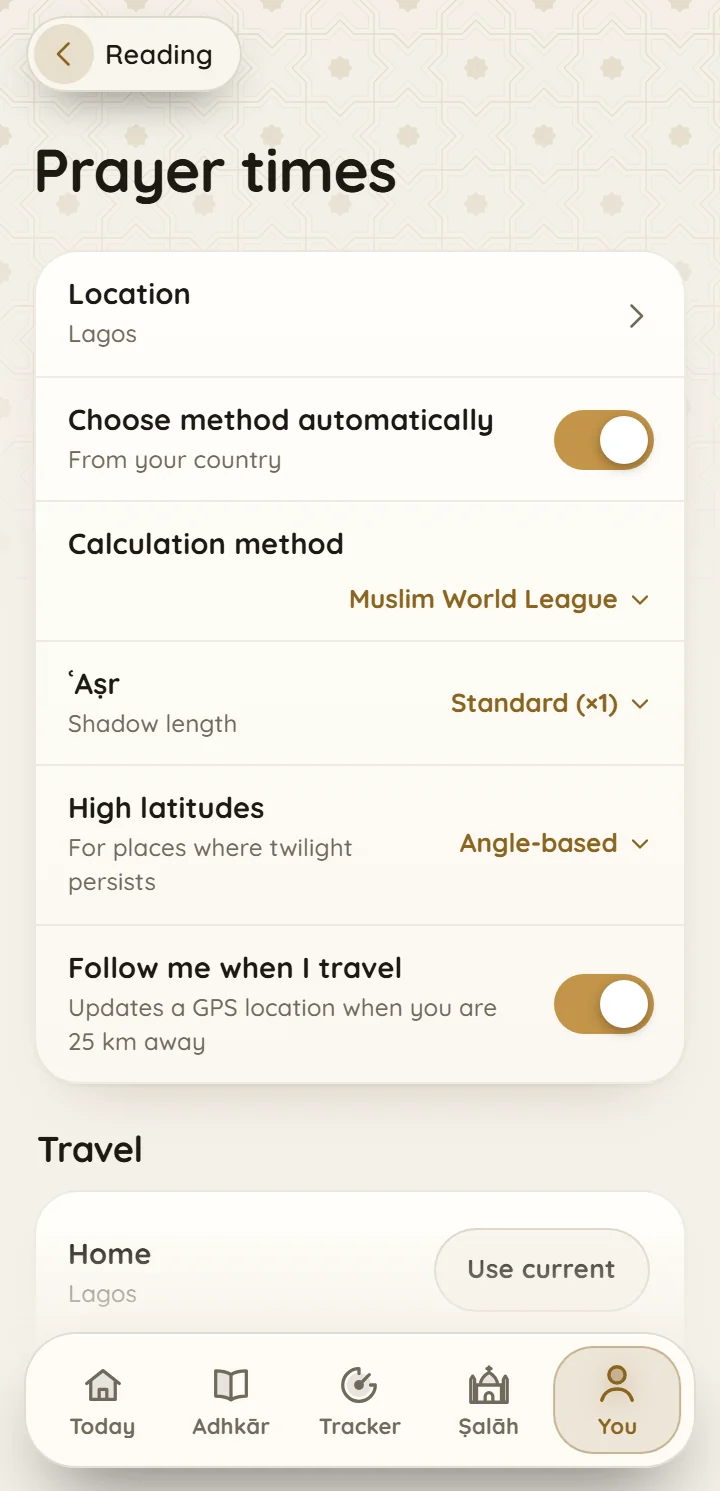 Reading
Prayer times
Location
Lagos
Choose method automatically
From your country
Calculation method
Muslim World League
ʿAṣr
Shadow length
Standard (×1)
High latitudes
For places where twilight
persists
Angle-based
Follow me when I travel
Updates a GPS location when you are
25 km away
Travel
Home
Lagos
Use current
Today
Adhkār
Tracker
Ṣalāh
You